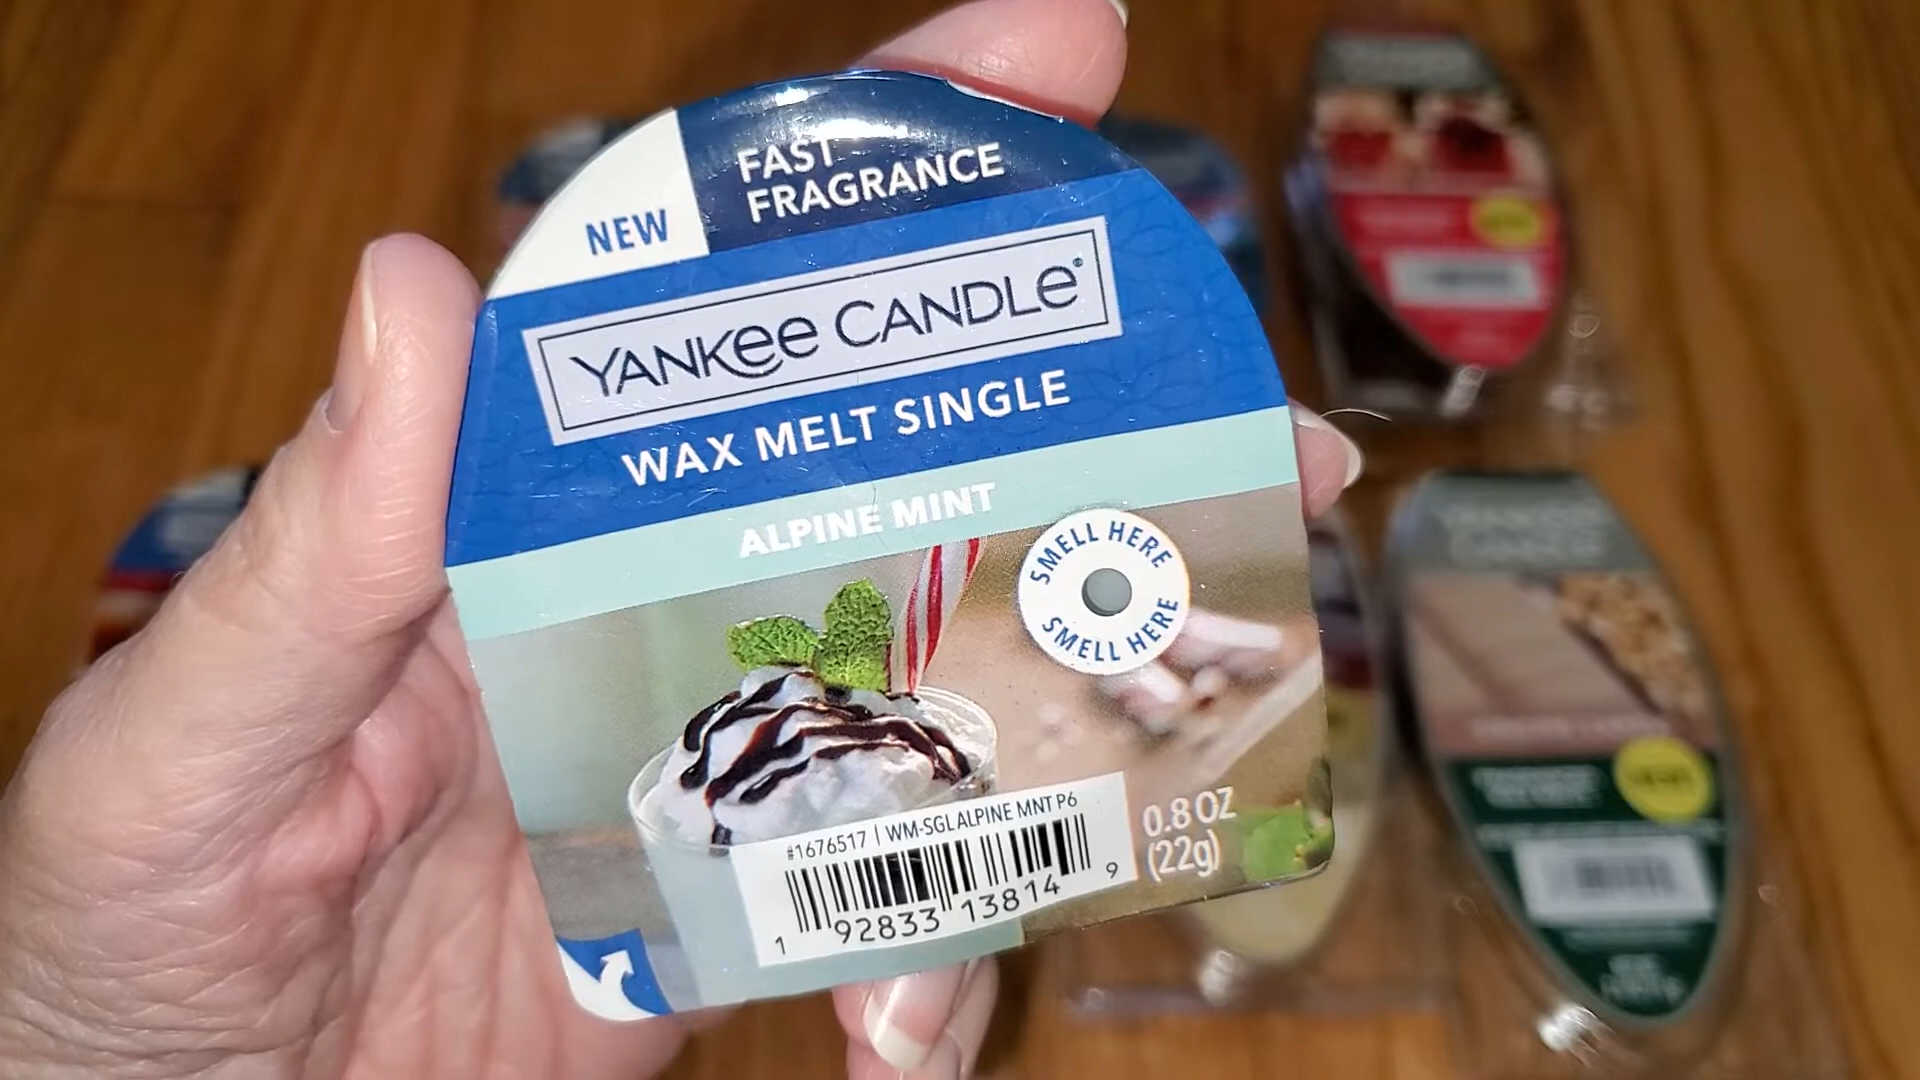 NEW
FAST
FRAGRANCE
YANKEE CANDLE®
WAX MELT SINGLE
ALPINE MINT
SMELL HERE
SMELL HERE
#1676517 | WM-SGL ALPINE MNT P6
1 92833 13814 9
0.8 OZ
(22g)